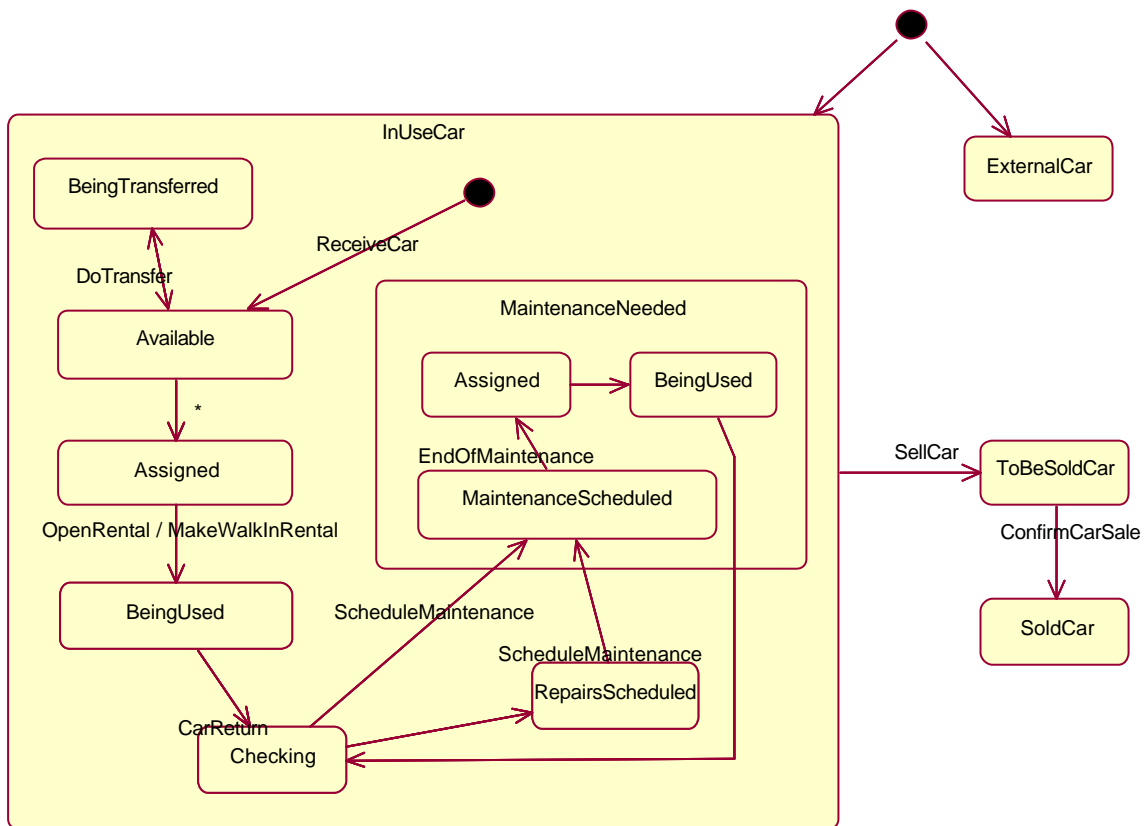 InUseCar
ExternalCar
BeingTransferred
ReceiveCar
DoTransfer
MaintenanceNeeded
Available
Assigned
BeingUsed
*
Assigned
EndOfMaintenance
SellCar
ToBeSoldCar
MaintenanceScheduled
OpenRental / MakeWalkInRental
ConfirmCarSale
BeingUsed
ScheduleMaintenance
SoldCar
ScheduleMaintenance
RepairsScheduled
CarReturn
Checking